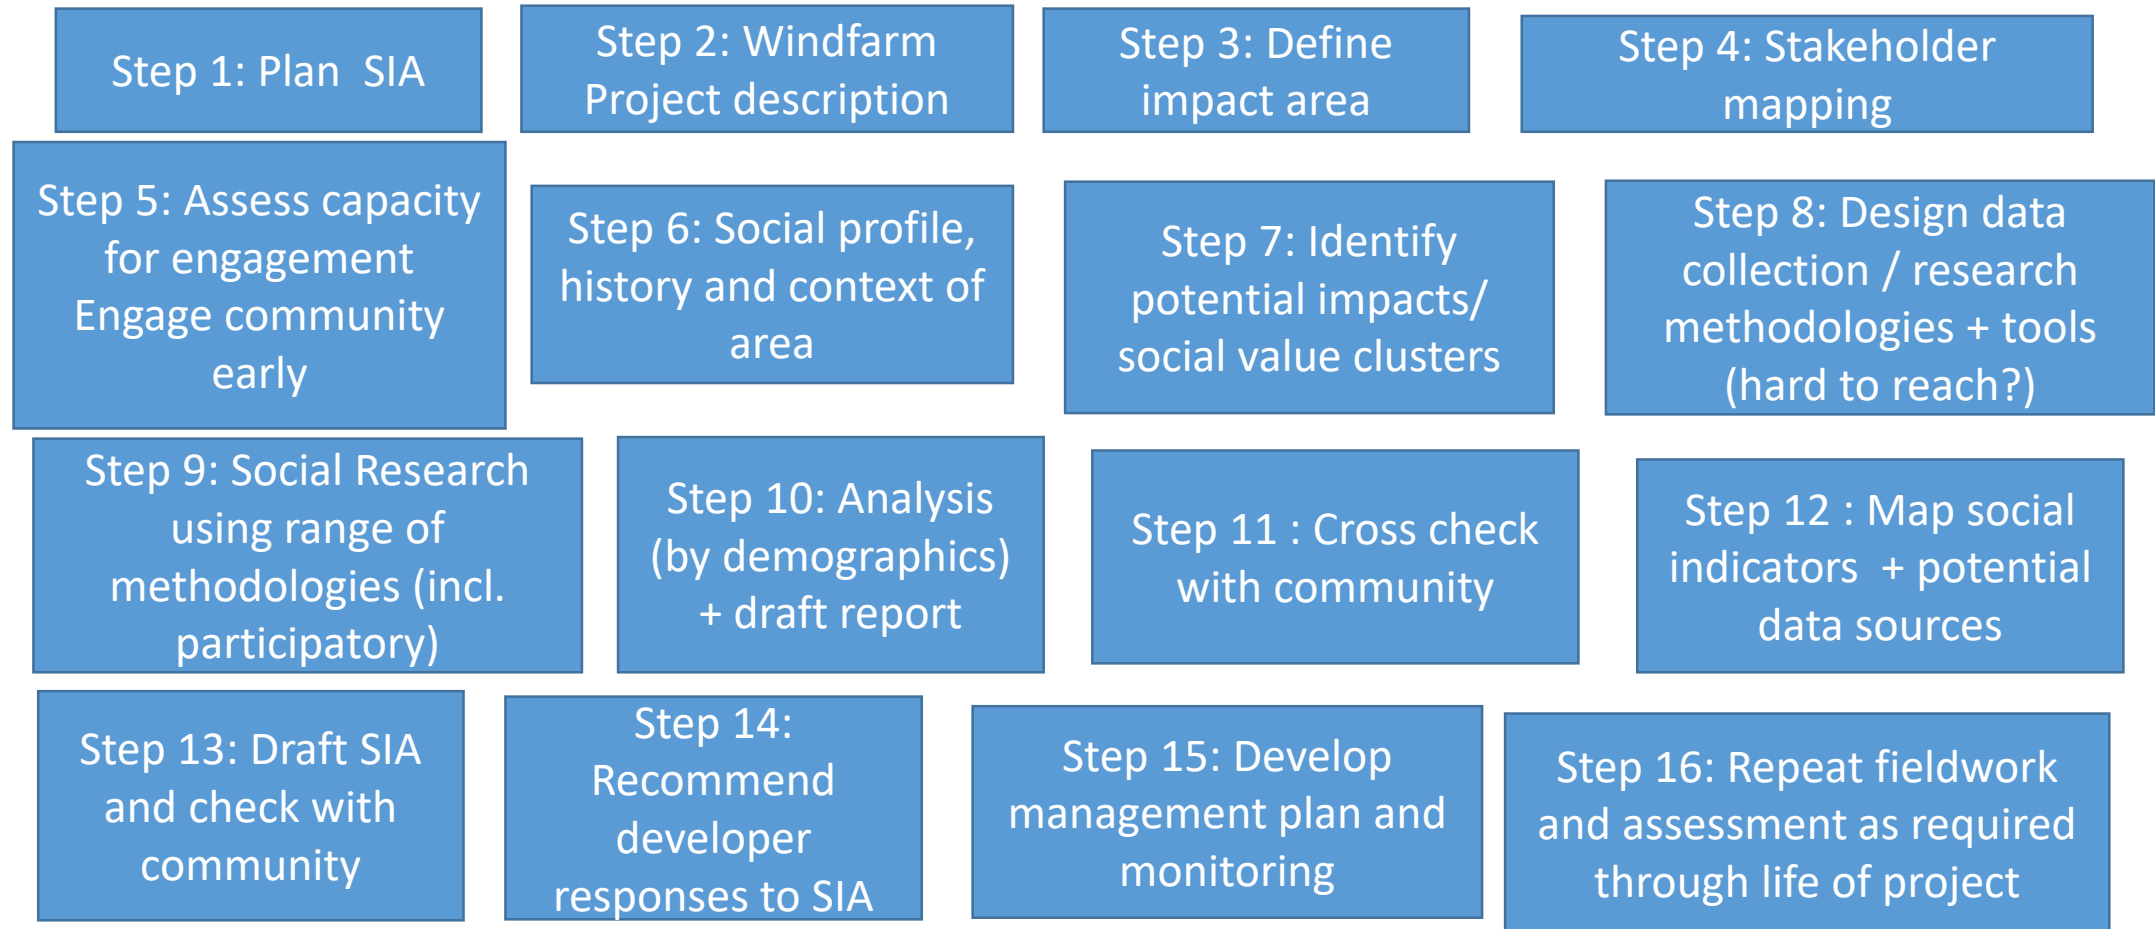 Step 1: Plan  SIA
Step 2: Windfarm
Project description
Step 3: Define
impact area
Step 4: Stakeholder
mapping
Step 5: Assess capacity
for engagement
Engage community
early
Step 6: Social profile,
history and context of
area
Step 7: Identify
potential impacts/
social value clusters
Step 8: Design data
collection / research
methodologies + tools
(hard to reach?)
Step 9: Social Research
using range of
methodologies (incl.
participatory)
Step 10: Analysis
(by demographics)
+ draft report
Step 11 : Cross check
with community
Step 12 : Map social
indicators  + potential
data sources
Step 13: Draft SIA
and check with
community
Step 14:
Recommend
developer
responses to SIA
Step 15: Develop
management plan and
monitoring
Step 16: Repeat fieldwork
and assessment as required
through life of project